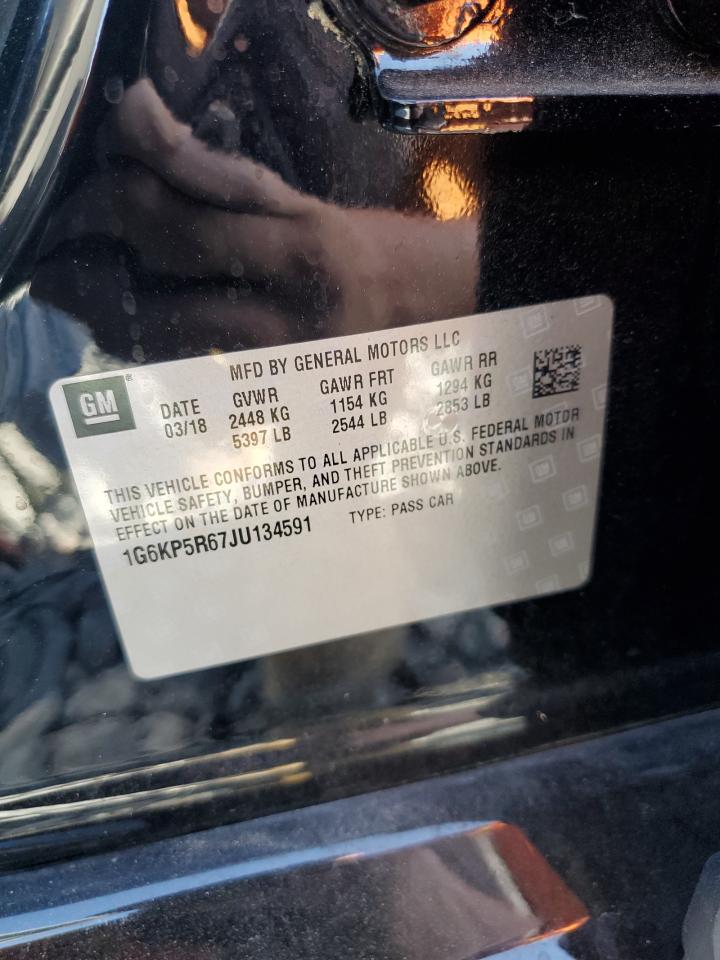 GM
MFD BY GENERAL MOTORS LLC
DATE GVWR GAWR FRT GAWR RR
03/18 2448 KG 1154 KG 1294 KG
5397 LB 2544 LB 2853 LB
THIS VEHICLE CONFORMS TO ALL APPLICABLE U.S. FEDERAL MOTOR
VEHICLE SAFETY, BUMPER, AND THEFT PREVENTION STANDARDS IN
EFFECT ON THE DATE OF MANUFACTURE SHOWN ABOVE.
1G6KP5R67JU134591 TYPE: PASS CAR